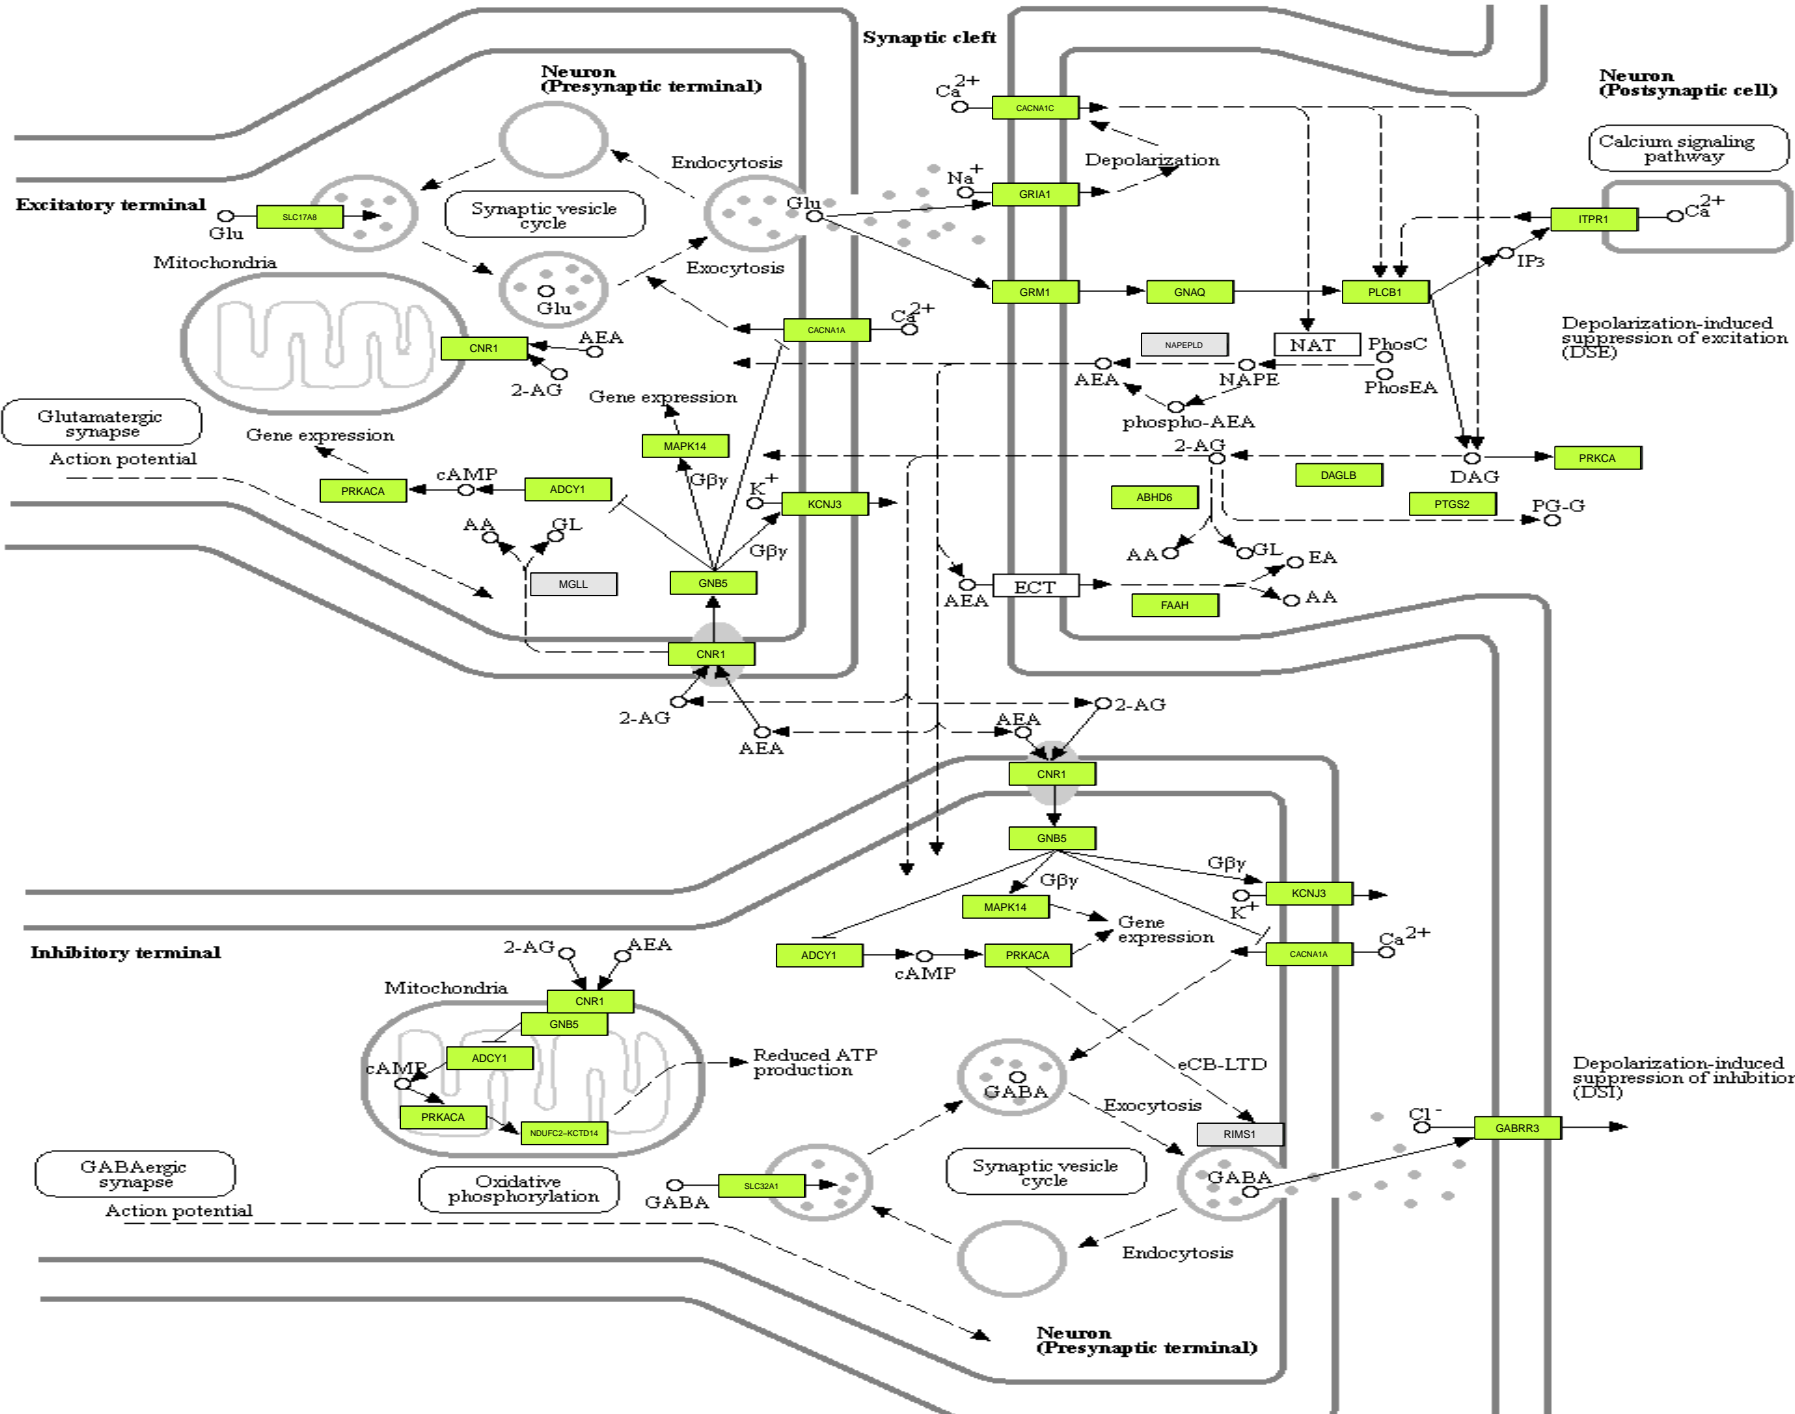 Synaptic cleft
Neuron
(Presynaptic terminal)
Neuron
(Postsynaptic cell)
Ca2+
CACNA1C
Calcium signaling
pathway
Endocytosis
Depolarization
Na+
GRIA1
Excitatory terminal
Glu
SLC17A8
Synaptic vesicle
cycle
Glu
ITPR1
Ca2+
Mitochondria
Exocytosis
IP3
Glu
GRM1
GNAQ
PLCB1
CACNA1A
Ca2+
Depolarization-induced
suppression of excitation
(DSE)
CNR1
AEA
2-AG
NAPEPLD
NAT
PhosC
PhosEA
AEA
NAPE
phospho-AEA
Gene expression
Glutamatergic
synapse
Gene expression
MAPK14
2-AG
Action potential
cAMP
Gβγ
DAG
PRKCA
DAGLB
PRKACA
ADCY1
K+
KCNJ3
ABHD6
PTGS2
PG-G
AA
GL
Gβγ
AA
GL
EA
MGLL
GNB5
AEA
ECT
FAAH
AA
CNR1
2-AG
AEA
AEA
2-AG
CNR1
GNB5
Gβγ
Gβγ
KCNJ3
K+
MAPK14
Gene
expression
Inhibitory terminal
2-AG
AEA
ADCY1
cAMP
PRKACA
CACNA1A
Ca2+
Mitochondria
CNR1
GNB5
ADCY1
cAMP
Reduced ATP
production
PRKACA
NDUFC2-KCTD14
GABA
eCB-LTD
Exocytosis
RIMS1
Depolarization-induced
suppression of inhibition
(DSI)
Cl-
GABRR3
GABAergic
synapse
Oxidative
phosphorylation
GABA
SLC32A1
Synaptic vesicle
cycle
GABA
Action potential
Endocytosis
Neuron
(Presynaptic terminal)